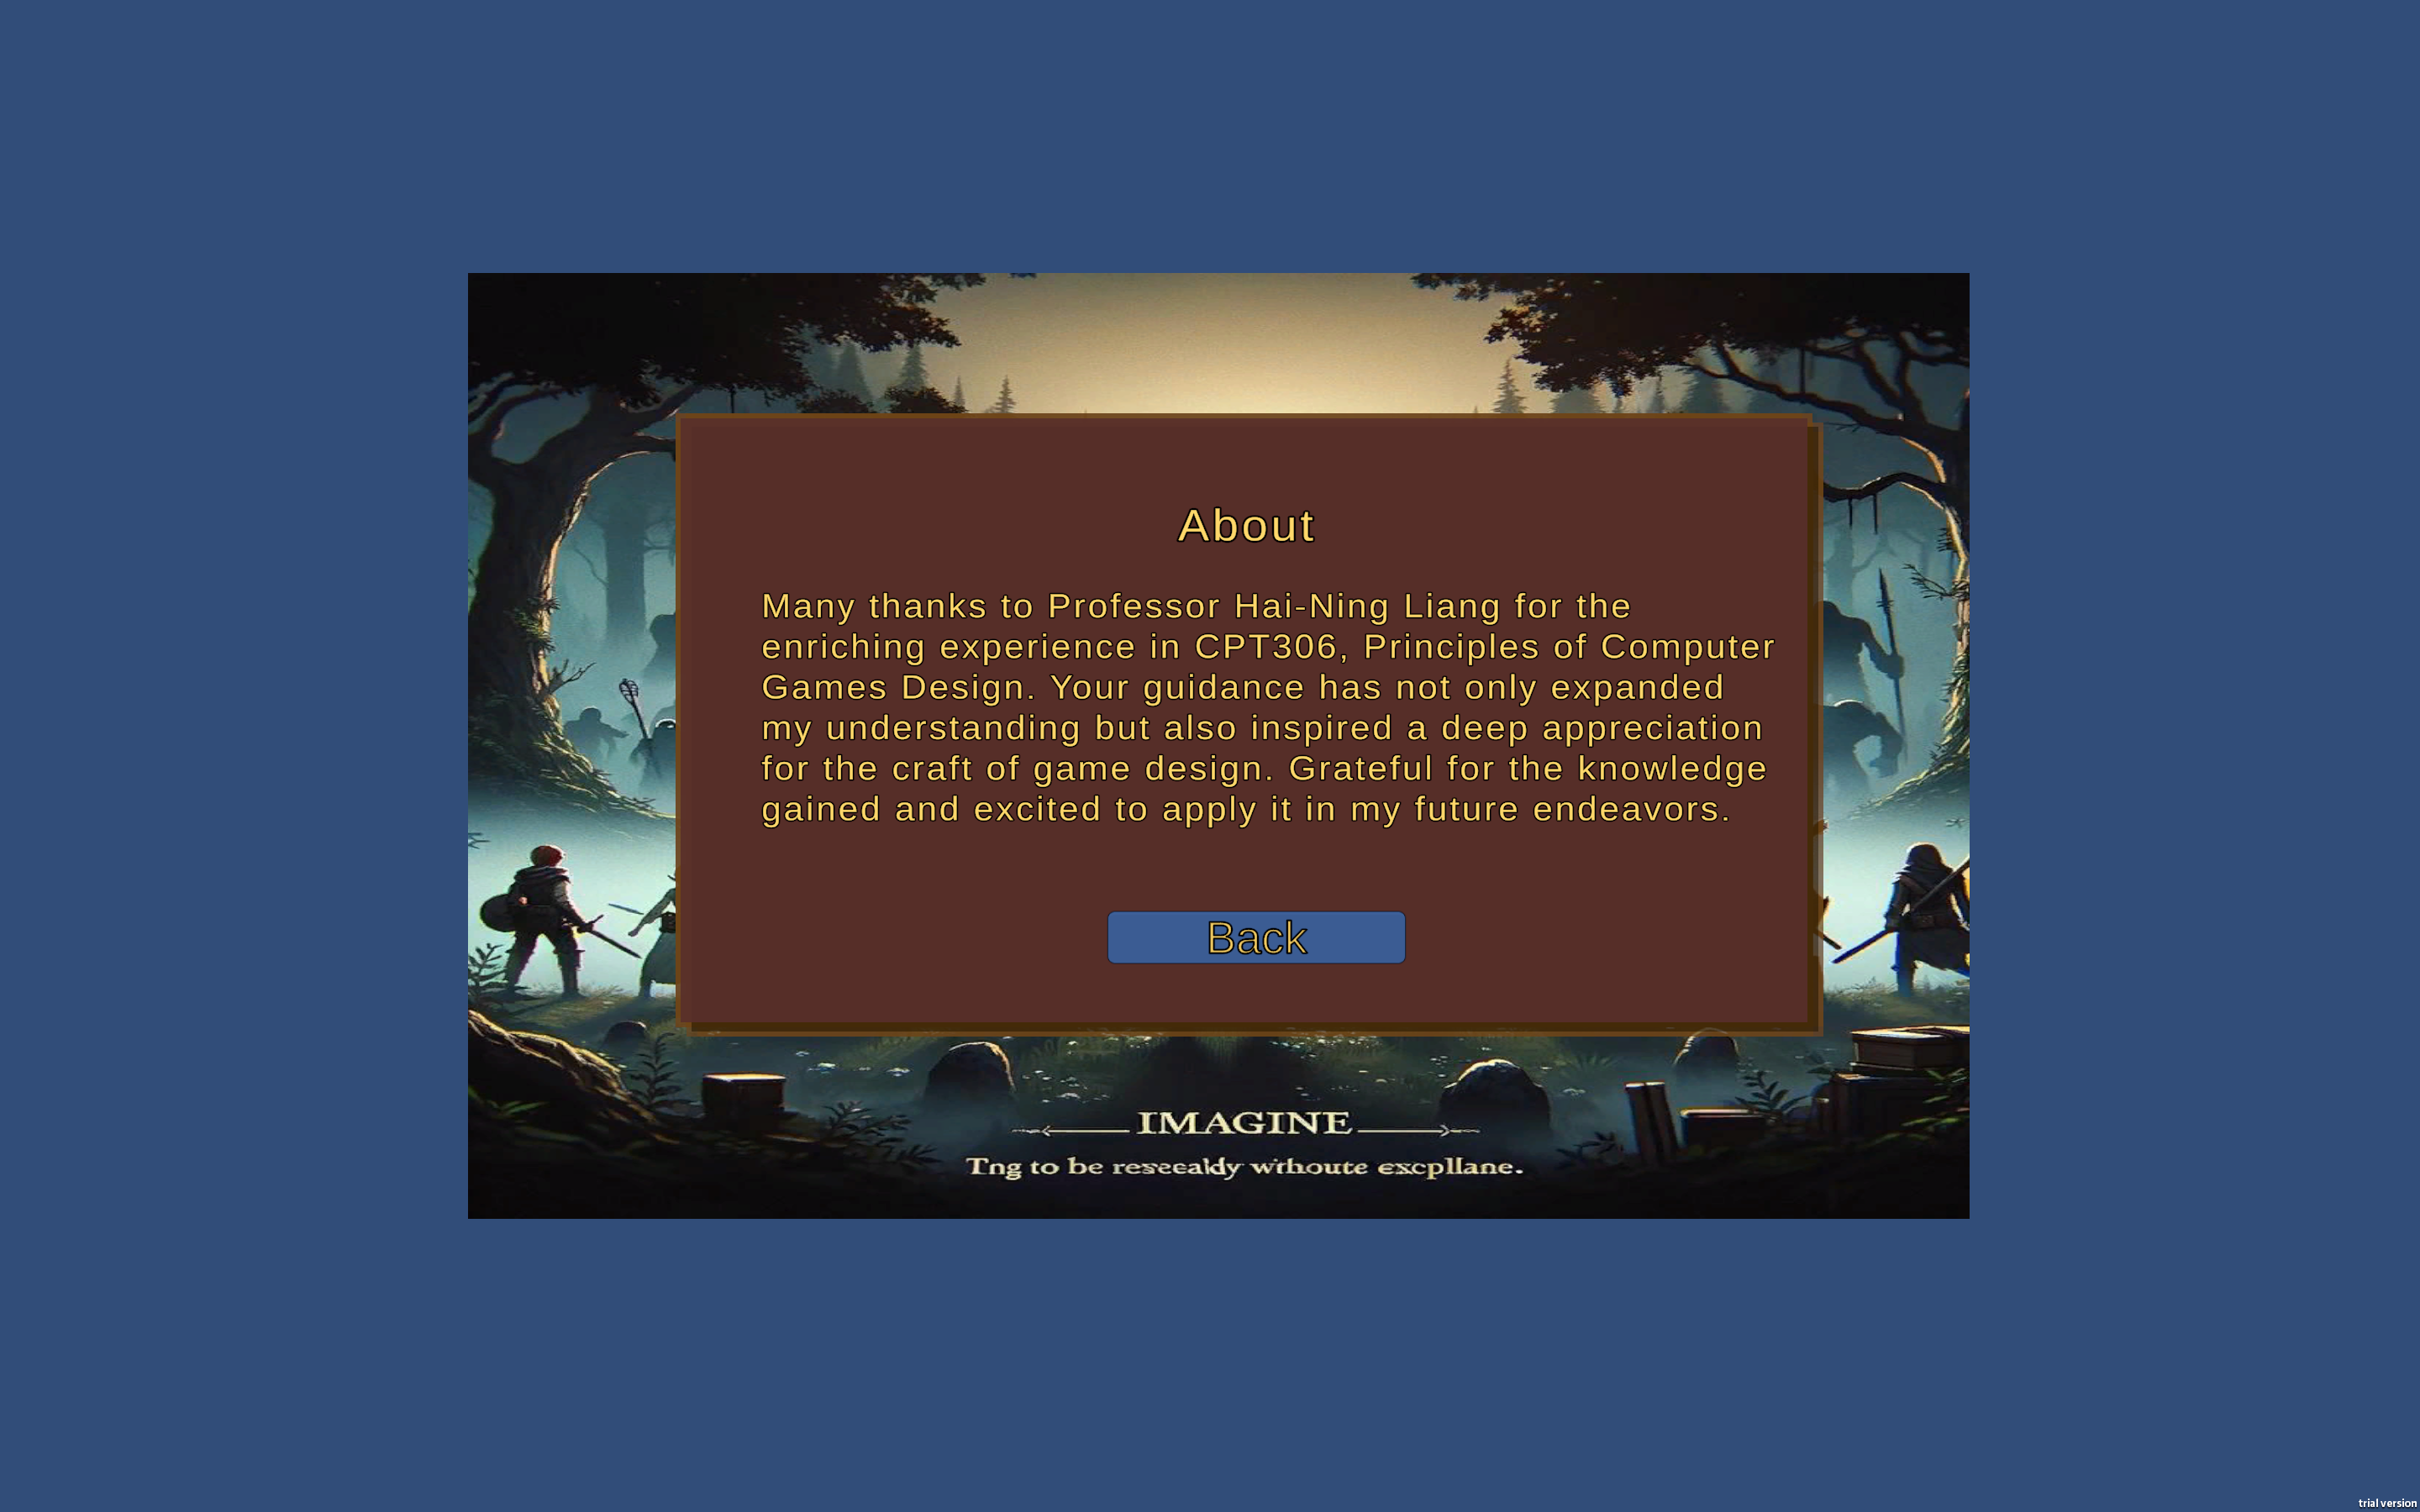 About
Many thanks to Professor Hai-Ning Liang for the
enriching experience in CPT306, Principles of Computer
Games Design. Your guidance has not only expanded
my understanding but also inspired a deep appreciation
for the craft of game design. Grateful for the knowledge
gained and excited to apply it in my future endeavors.
Back
IMAGINE
Tng to be reseealdy withoute excpllane.
trial version